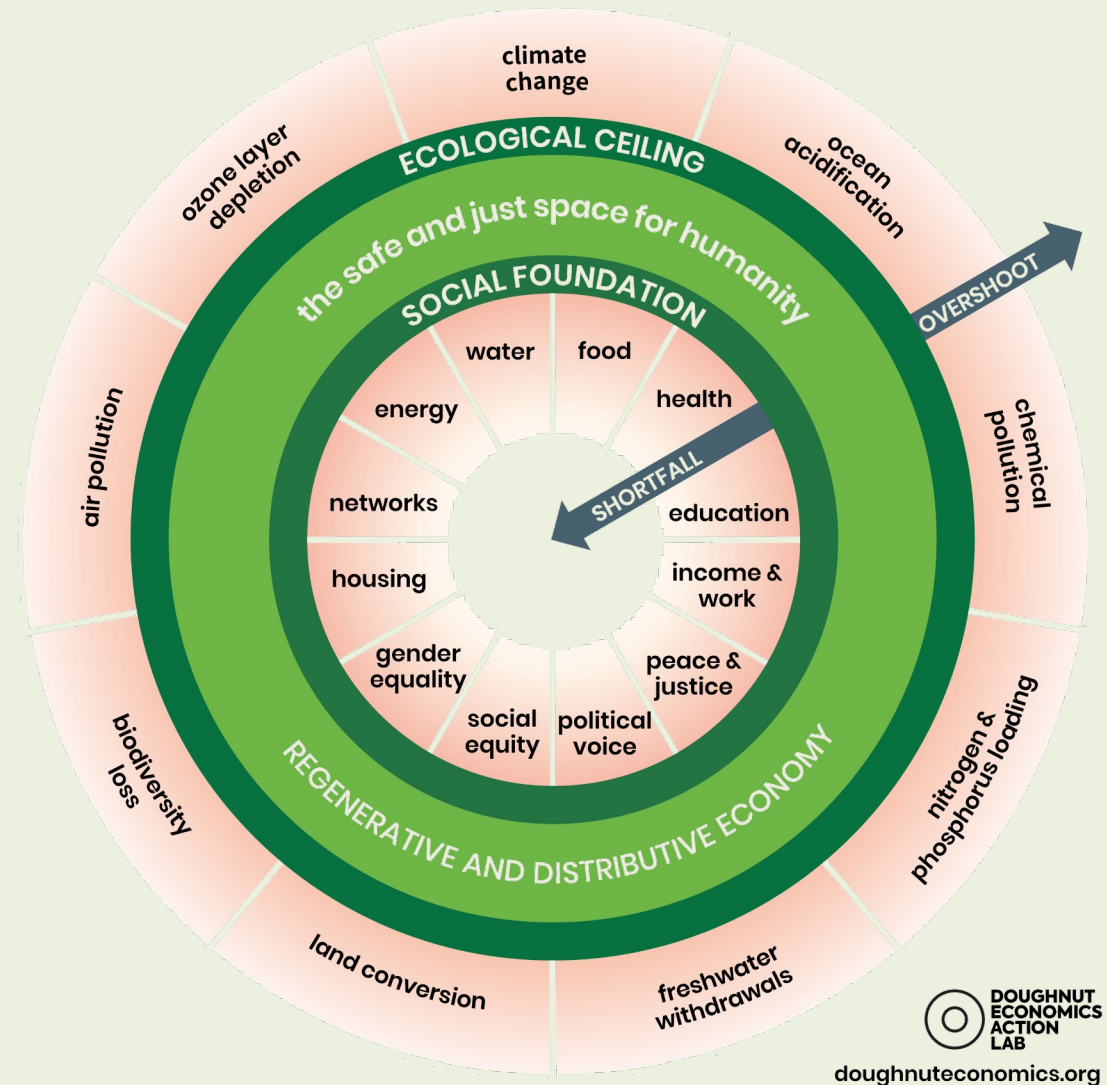 climate
change
ocean
acidification
chemical
pollution
nitrogen &
phosphorus loading
freshwater
withdrawals
land conversion
biodiversity
loss
air pollution
ozone layer
depletion
ECOLOGICAL CEILING
the safe and just space for humanity
SOCIAL FOUNDATION
OVERSHOOT
SHORTFALL
water
food
health
education
income &
work
peace &
justice
political
voice
social
equity
gender
equality
housing
networks
energy
REGENERATIVE AND DISTRIBUTIVE ECONOMY
DOUGHNUT
ECONOMICS
ACTION
LAB
doughnuteconomics.org